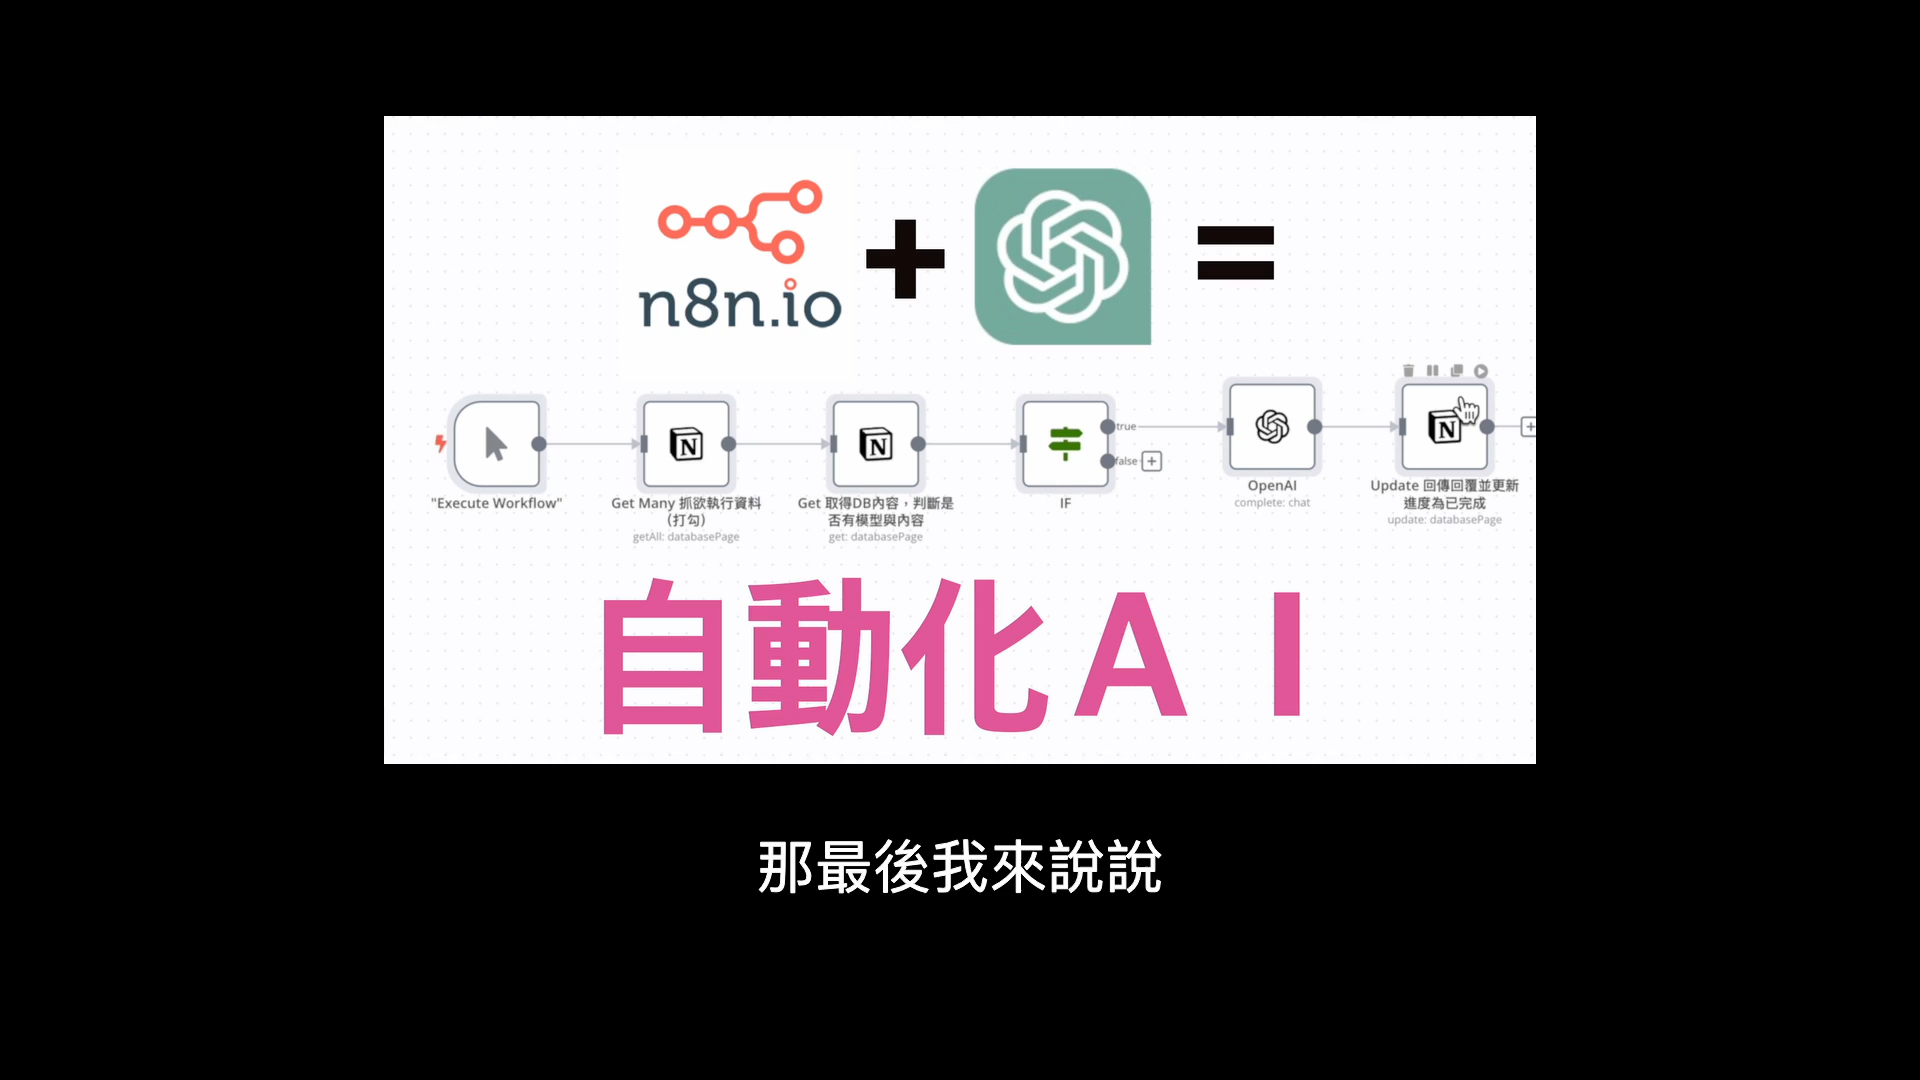 n8n.io
true
false
"Execute Workflow"
Get Many 抓欲執行資料
(打勾)
getAll: databasePage
Get 取得DB內容，判斷是
否有模型與內容
get: databasePage
IF
OpenAI
complete: chat
Update 回傳回覆並更新
進度為已完成
update: databasePage
自動化ＡＩ
那最後我來說說